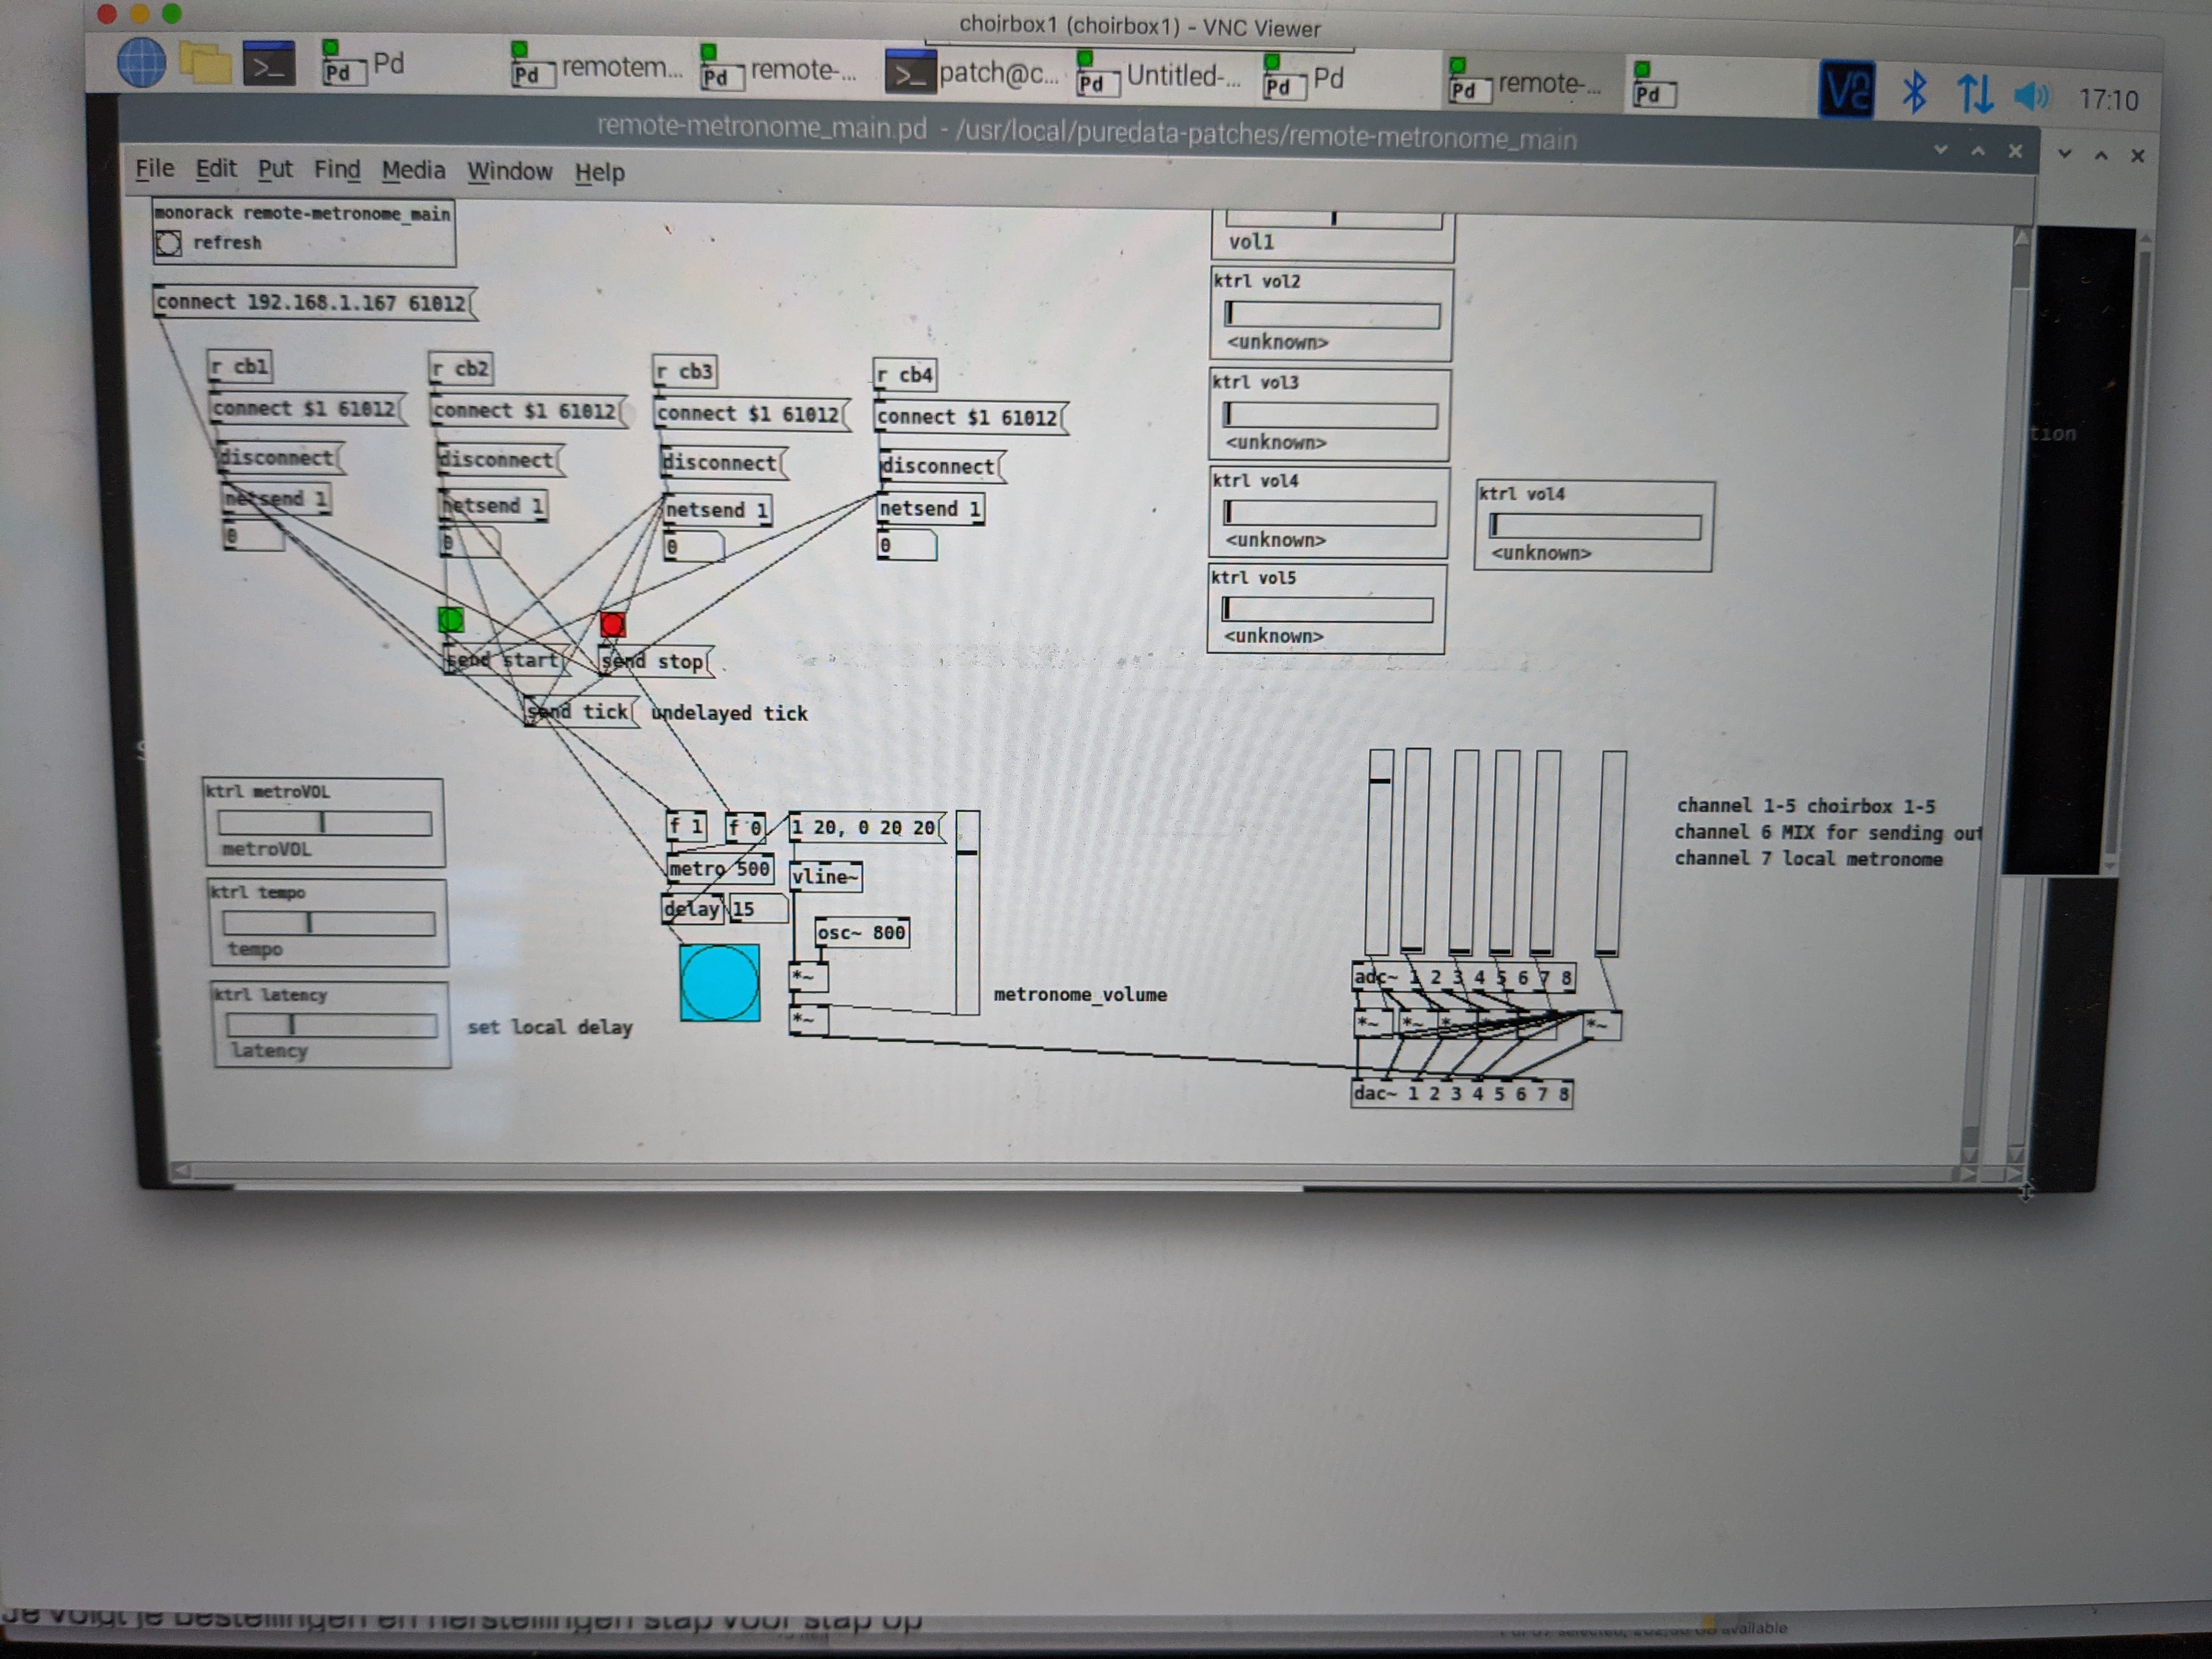 choirbox1 (choirbox1) - VNC Viewer
Pd
remotem...
remote-...
patch@c...
Untitled-...
Pd
remote-...
17:10
remote-metronome_main.pd - /usr/local/puredata-patches/remote-metronome_main
File Edit Put Find Media Window Help
monorack remote-metronome_main
refresh
connect 192.168.1.167 61012
r cb1
r cb2
r cb3
r cb4
connect $1 61012
connect $1 61012
connect $1 61012
connect $1 61012
disconnect
disconnect
disconnect
disconnect
netsend 1
netsend 1
netsend 1
netsend 1
0
0
0
0
send start
send stop
send tick
undelayed tick
vol1
ktrl vol2
<unknown>
ktrl vol3
<unknown>
ktrl vol4
<unknown>
ktrl vol4
<unknown>
ktrl vol5
<unknown>
tion
ktrl metroVOL
metroVOL
ktrl tempo
tempo
ktrl latency
latency
set local delay
f 1
f 0
1 20, 0 20 20
metro 500
vline~
delay
15
osc~ 800
*~
*~
metronome_volume
channel 1-5 choirbox 1-5
channel 6 MIX for sending out
channel 7 local metronome
adc~ 1 2 3 4 5 6 7 8
*~
*~
*~
dac~ 1 2 3 4 5 6 7 8
Je volgt je bestellingen en herstellingen stap voor stap op
available